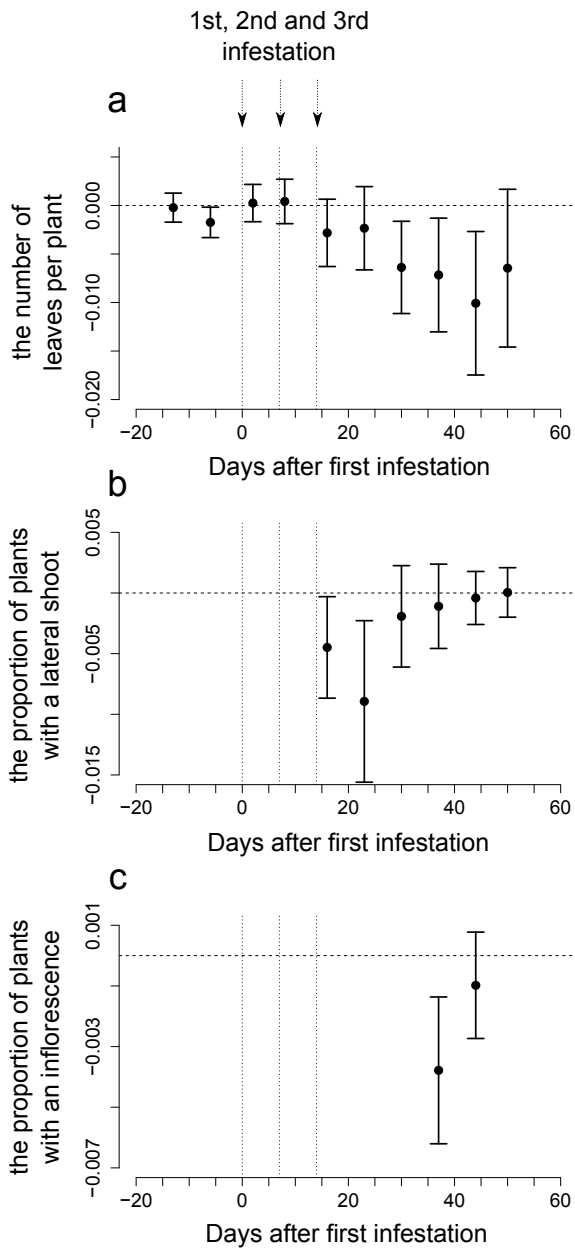 1st, 2nd and 3rd
infestation
a
the number of
leaves per plant
0.000
−0.010
−0.020
−20
0
20
40
60
Days after first infestation
b
the proportion of plants
with a lateral shoot
0.005
−0.005
−0.015
−20
0
20
40
60
Days after first infestation
c
the proportion of plants
with an inflorescence
0.001
−0.003
−0.007
−20
0
20
40
60
Days after first infestation